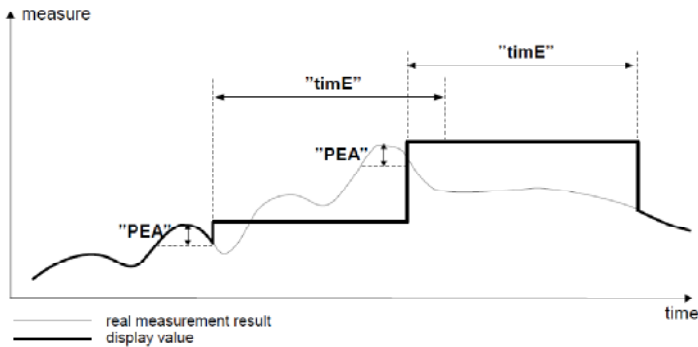 measure
"timE"
"timE"
"PEA"
"PEA"
time
real measurement result
display value